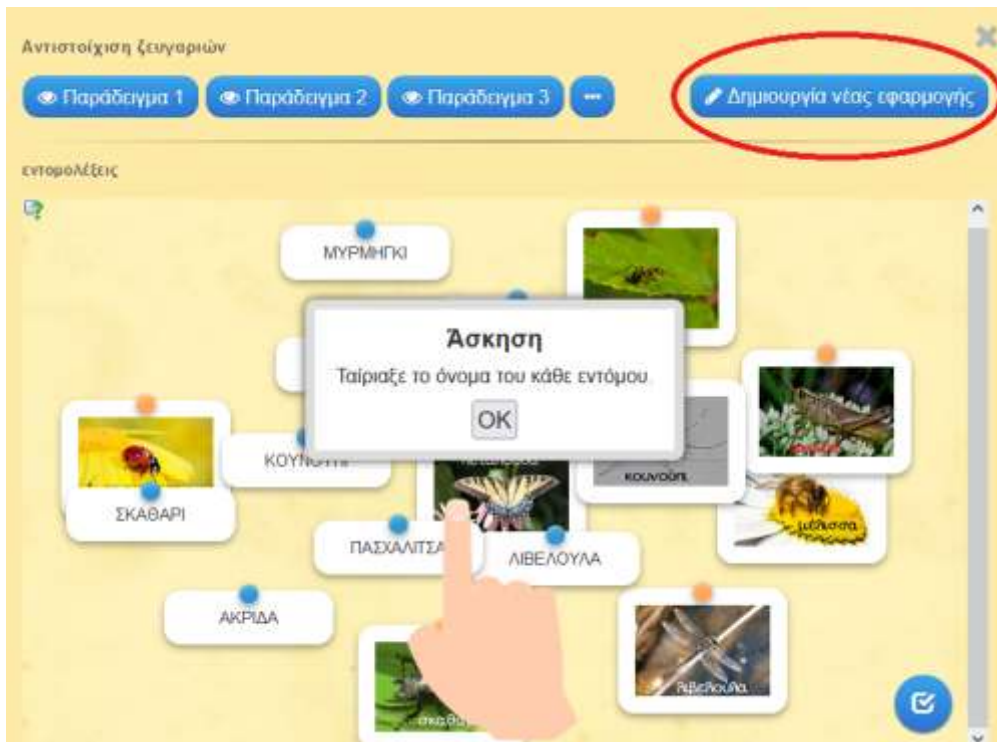 Αντιστοίχιση ζευγαριών
Παράδειγμα 1
Παράδειγμα 2
Παράδειγμα 3
Δημιουργία νέας εφαρμογής
εντομολέξεις
ΜΥΡΜΗΓΚΙ
Άσκηση
Ταίριαξε το όνομα του κάθε εντόμου.
OK
ΚΟΥΝΟΥΠΙ
κουνούπι
ΣΚΑΘΑΡΙ
μέλισσα
ΠΑΣΧΑΛΙΤΣΑ
ΛΙΒΕΛΟΥΛΑ
ΑΚΡΙΔΑ
λιβελούλα